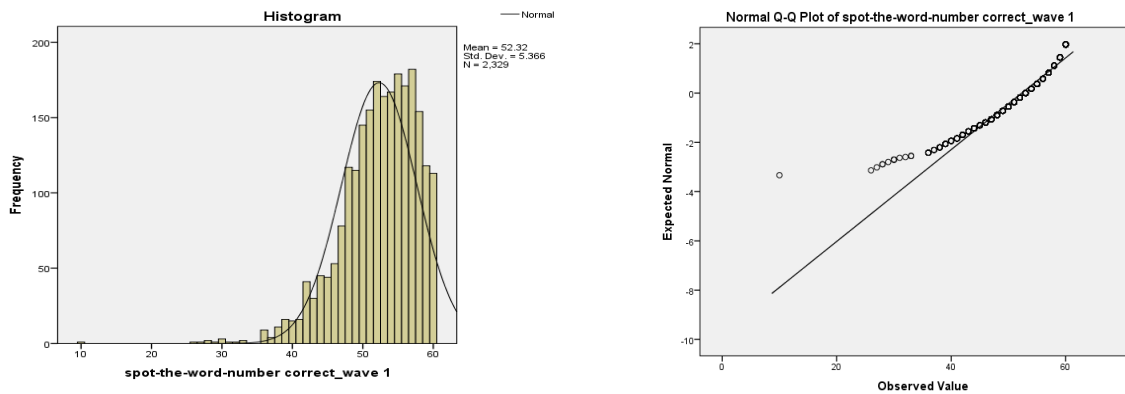 Histogram
Normal
Mean = 52.32
Std. Dev. = 5.366
N = 2,329
Frequency
200
150
100
50
0
10 20 30 40 50 60
spot-the-word-number correct_wave 1
Normal Q-Q Plot of spot-the-word-number correct_wave 1
Expected Normal
2
0
-2
-4
-6
-8
-10
0 20 40 60
Observed Value